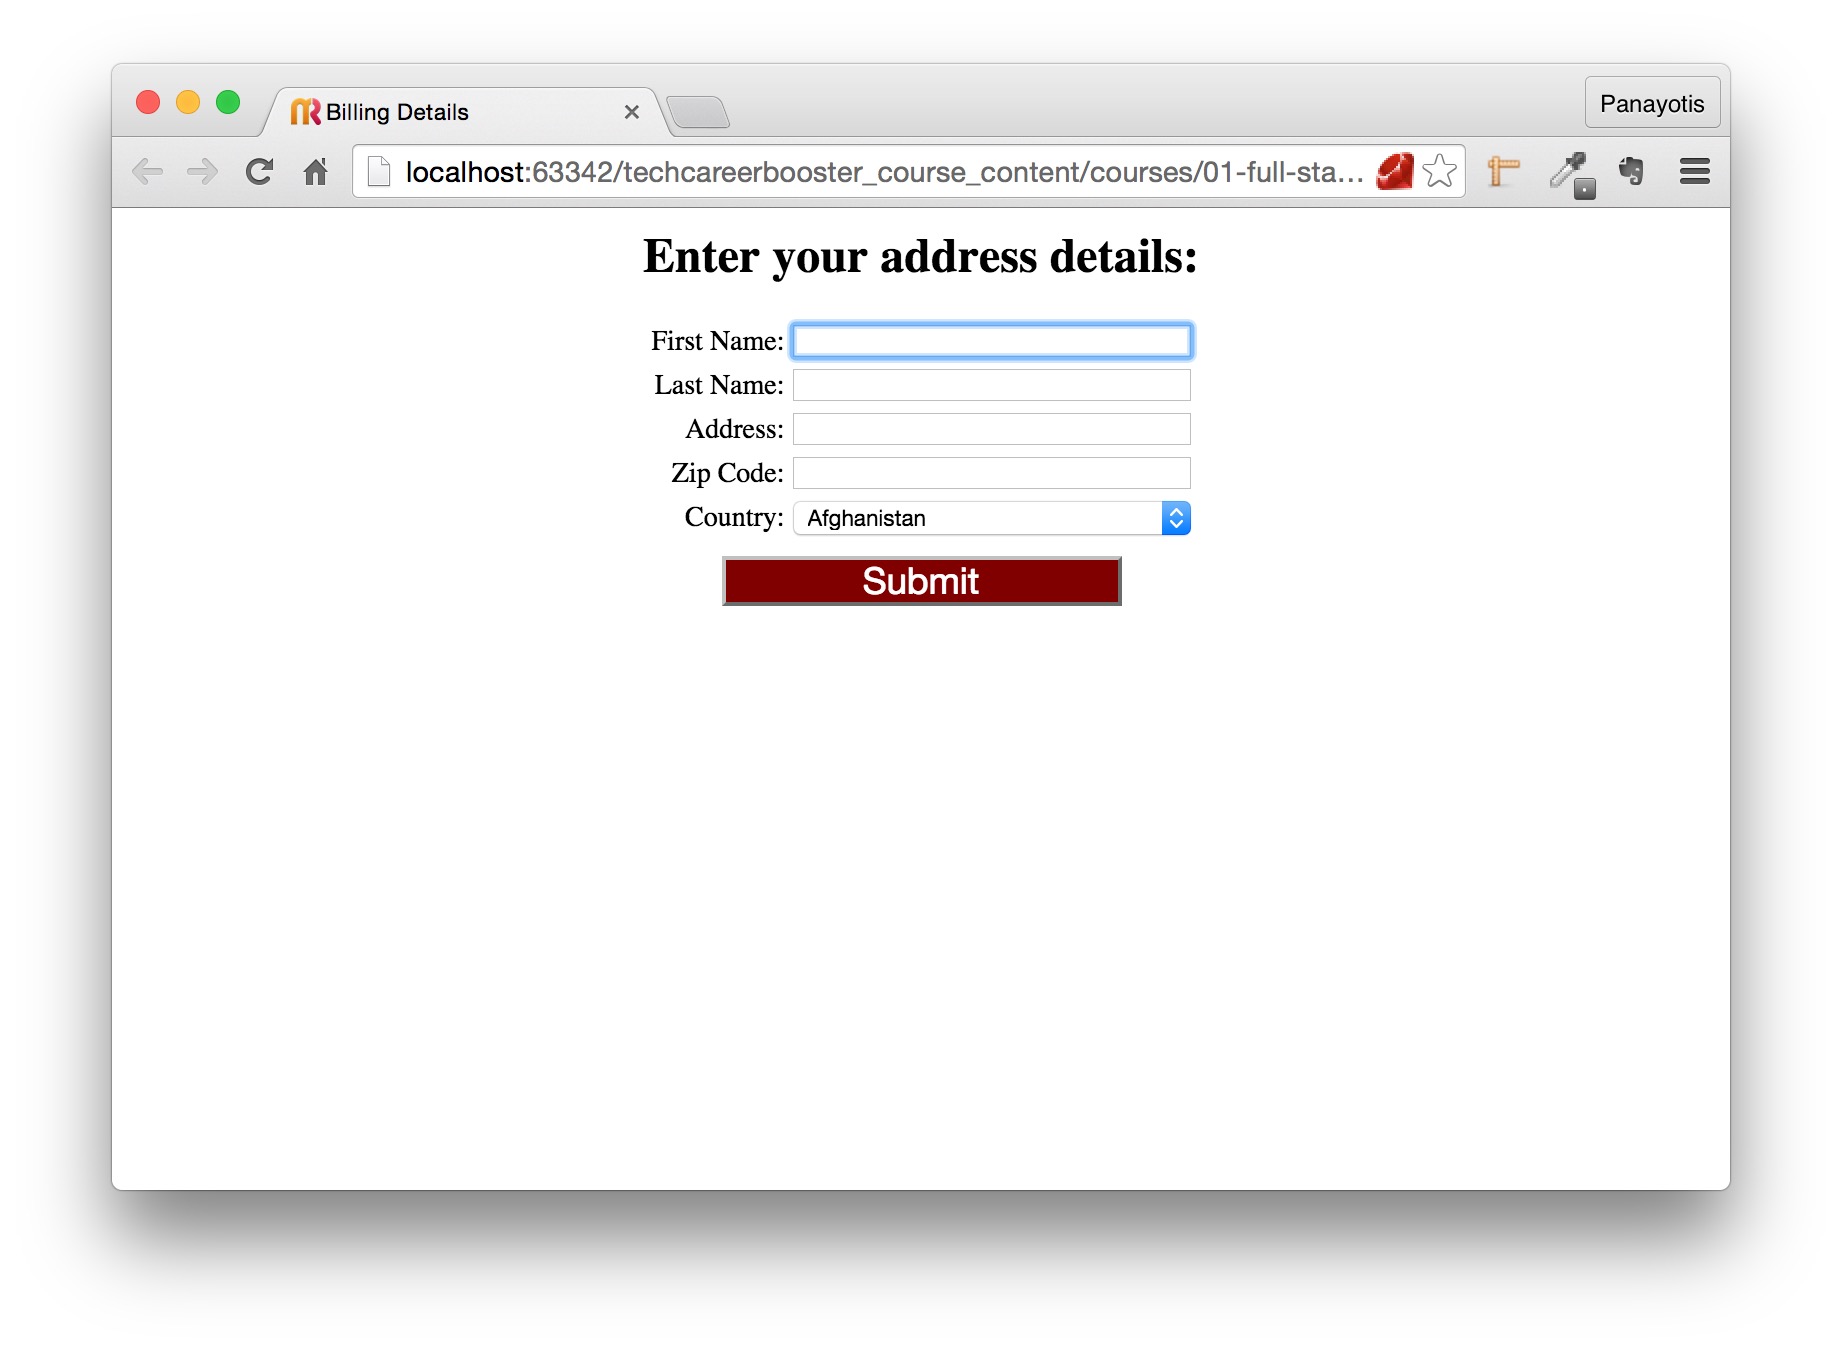 Billing Details
Panayotis
localhost:63342/techcareerbooster_course_content/courses/01-full-sta...
Enter your address details:
First Name:
Last Name:
Address:
Zip Code:
Country: Afghanistan
Submit